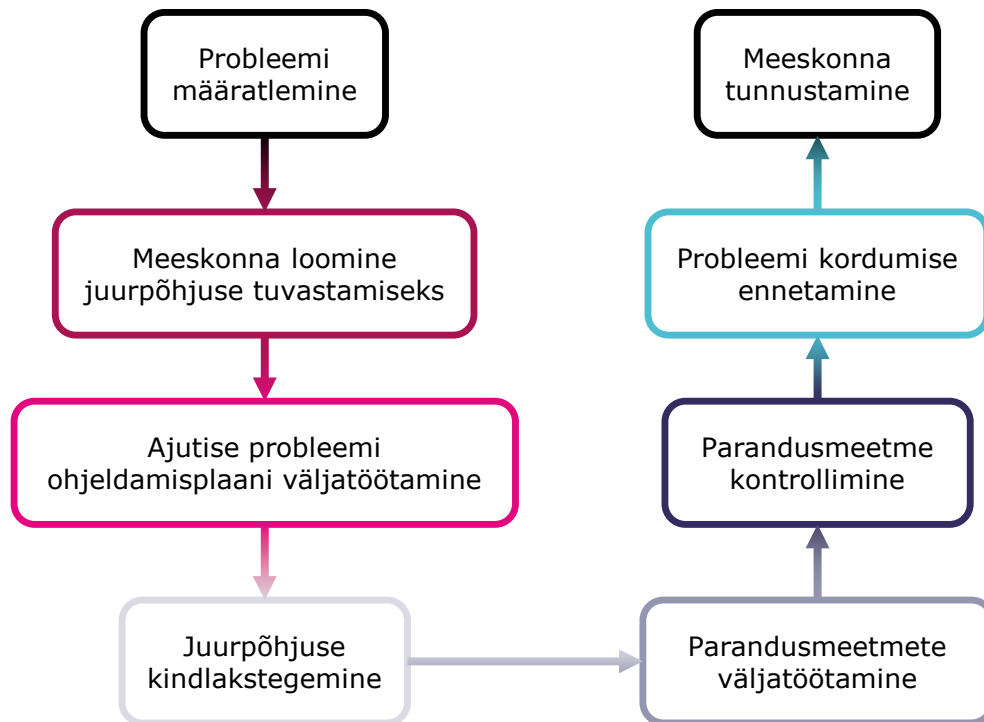 Probleemi
määratlemine
Meeskonna loomine
juurpõhjuse tuvastamiseks
Ajutise probleemi
ohjeldamisplaani väljatöötamine
Juurpõhjuse
kindlakstegemine
Parandusmeetmete
väljatöötamine
Parandusmeetme
kontrollimine
Probleemi kordumise
ennetamine
Meeskonna
tunnustamine